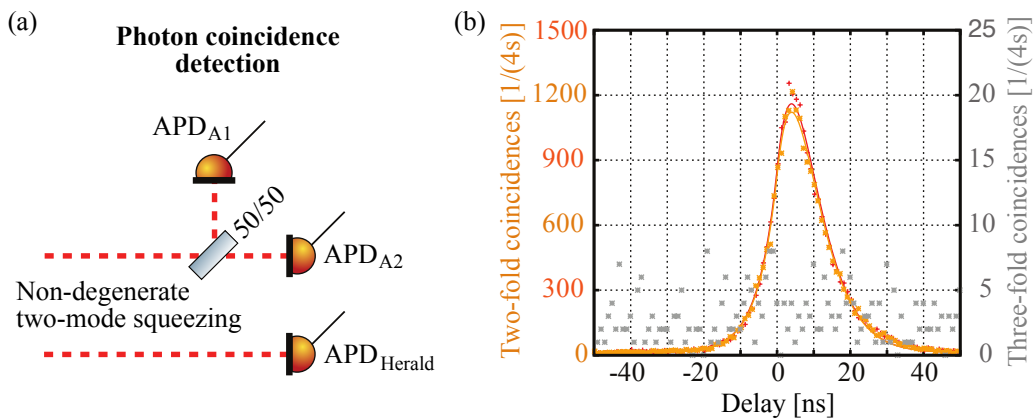 (a)
Photon coincidence
detection
APD_A1
50/50
APD_A2
Non-degenerate
two-mode squeezing
APD_Herald
(b)
Two-fold coincidences [1/(4s)]
1500
1200
900
600
300
0
-40
-20
0
20
40
Delay [ns]
25
20
15
10
5
0
Three-fold coincidences [1/(4s)]